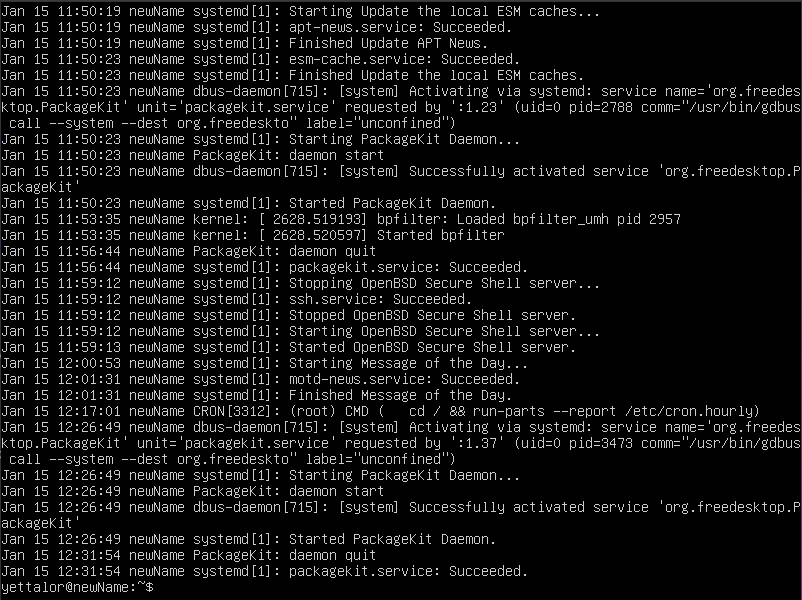 Jan 15 11:50:19 newName systemd[1]: Starting Update the local ESM caches...
Jan 15 11:50:19 newName systemd[1]: apt-news.service: Succeeded.
Jan 15 11:50:19 newName systemd[1]: Finished Update APT News.
Jan 15 11:50:23 newName systemd[1]: esm-cache.service: Succeeded.
Jan 15 11:50:23 newName systemd[1]: Finished Update the local ESM caches.
Jan 15 11:50:23 newName dbus-daemon[715]: [system] Activating via systemd: service name='org.freedes
ktop.PackageKit' unit='packagekit.service' requested by ':1.23' (uid=0 pid=2788 comm="/usr/bin/gdbus
 call --system --dest org.freedeskto" label="unconfined")
Jan 15 11:50:23 newName systemd[1]: Starting PackageKit Daemon...
Jan 15 11:50:23 newName PackageKit: daemon start
Jan 15 11:50:23 newName dbus-daemon[715]: [system] Successfully activated service 'org.freedesktop.P
ackageKit'
Jan 15 11:50:23 newName systemd[1]: Started PackageKit Daemon.
Jan 15 11:53:35 newName kernel: [ 2628.519193] bpfilter: Loaded bpfilter_umh pid 2957
Jan 15 11:53:35 newName kernel: [ 2628.520597] Started bpfilter
Jan 15 11:56:44 newName PackageKit: daemon quit
Jan 15 11:56:44 newName systemd[1]: packagekit.service: Succeeded.
Jan 15 11:59:12 newName systemd[1]: Stopping OpenBSD Secure Shell server...
Jan 15 11:59:12 newName systemd[1]: ssh.service: Succeeded.
Jan 15 11:59:12 newName systemd[1]: Stopped OpenBSD Secure Shell server.
Jan 15 11:59:12 newName systemd[1]: Starting OpenBSD Secure Shell server...
Jan 15 11:59:13 newName systemd[1]: Started OpenBSD Secure Shell server.
Jan 15 12:00:53 newName systemd[1]: Starting Message of the Day...
Jan 15 12:01:31 newName systemd[1]: motd-news.service: Succeeded.
Jan 15 12:01:31 newName systemd[1]: Finished Message of the Day.
Jan 15 12:17:01 newName CRON[3312]: (root) CMD (   cd / && run-parts --report /etc/cron.hourly)
Jan 15 12:26:49 newName dbus-daemon[715]: [system] Activating via systemd: service name='org.freedes
ktop.PackageKit' unit='packagekit.service' requested by ':1.37' (uid=0 pid=3473 comm="/usr/bin/gdbus
 call --system --dest org.freedeskto" label="unconfined")
Jan 15 12:26:49 newName systemd[1]: Starting PackageKit Daemon...
Jan 15 12:26:49 newName PackageKit: daemon start
Jan 15 12:26:49 newName dbus-daemon[715]: [system] Successfully activated service 'org.freedesktop.P
ackageKit'
Jan 15 12:26:49 newName systemd[1]: Started PackageKit Daemon.
Jan 15 12:31:54 newName PackageKit: daemon quit
Jan 15 12:31:54 newName systemd[1]: packagekit.service: Succeeded.
yettalor@newName:~$